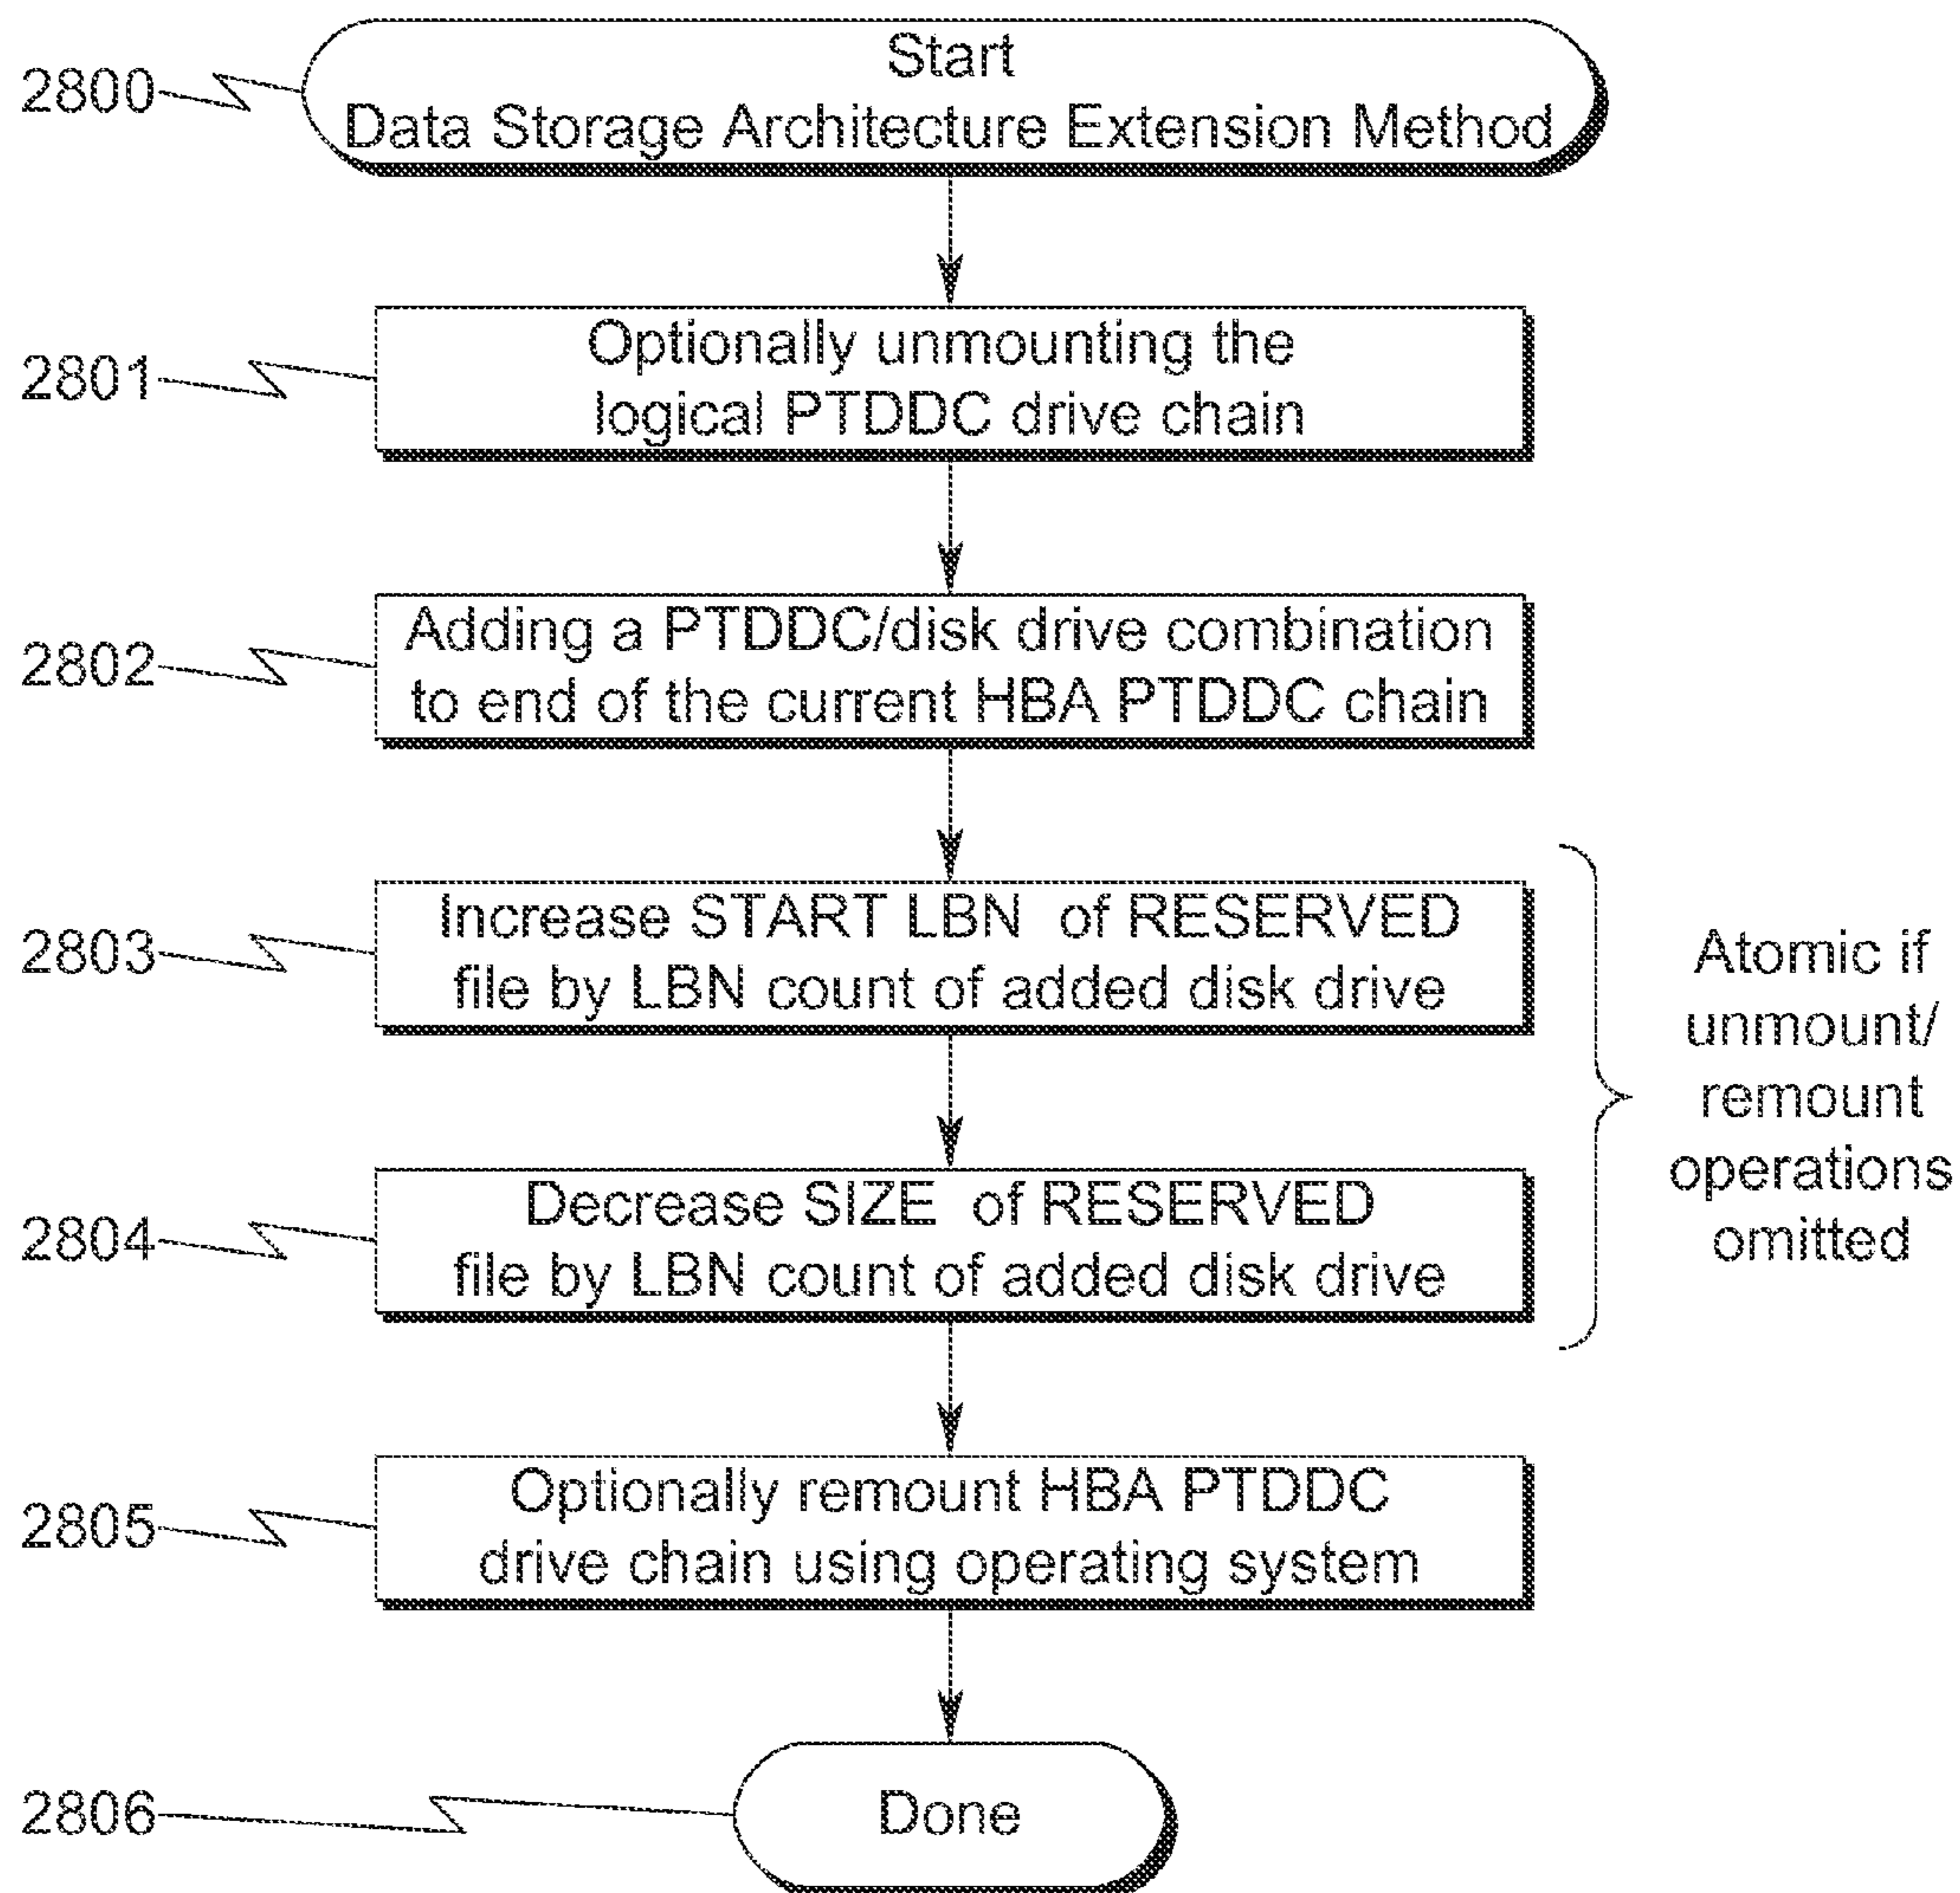 2800
Start
Data Storage Architecture Extension Method
2801
Optionally unmounting the
logical PTDDC drive chain
2802
Adding a PTDDC/disk drive combination
to end of the current HBA PTDDC chain
2803
Increase START LBN of RESERVED
file by LBN count of added disk drive
2804
Decrease SIZE of RESERVED
file by LBN count of added disk drive
Atomic if
unmount/
remount
operations
omitted
2805
Optionally remount HBA PTDDC
drive chain using operating system
2806
Done